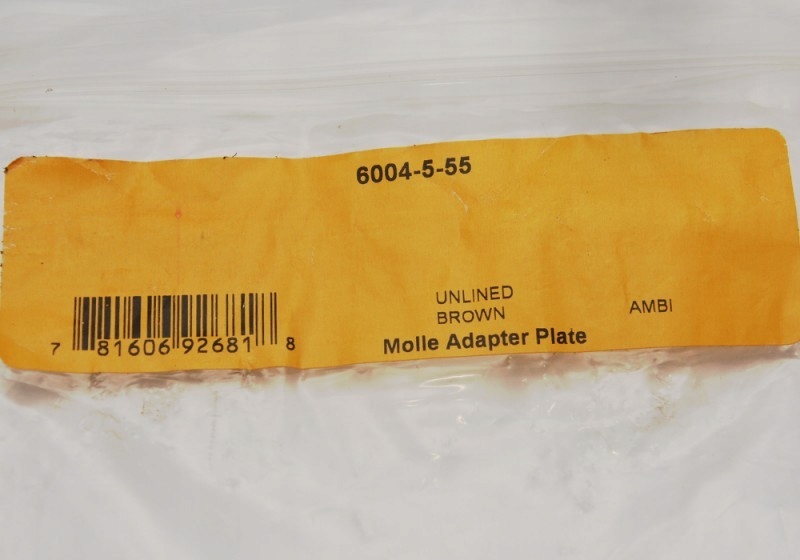 6004-5-55
UNLINED
BROWN
AMBI
Molle Adapter Plate
7 81606 92681 8